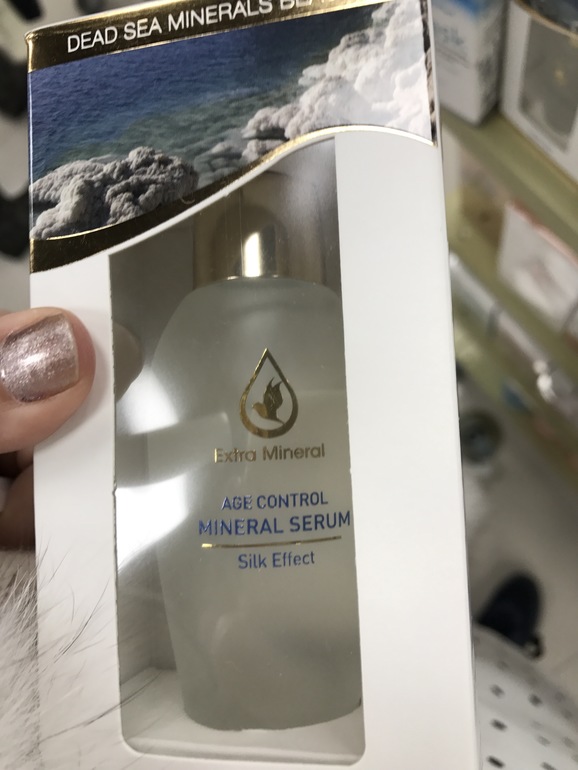 DEAD SEA MINERALS
Extra Mineral
AGE CONTROL
MINERAL SERUM
Silk Effect